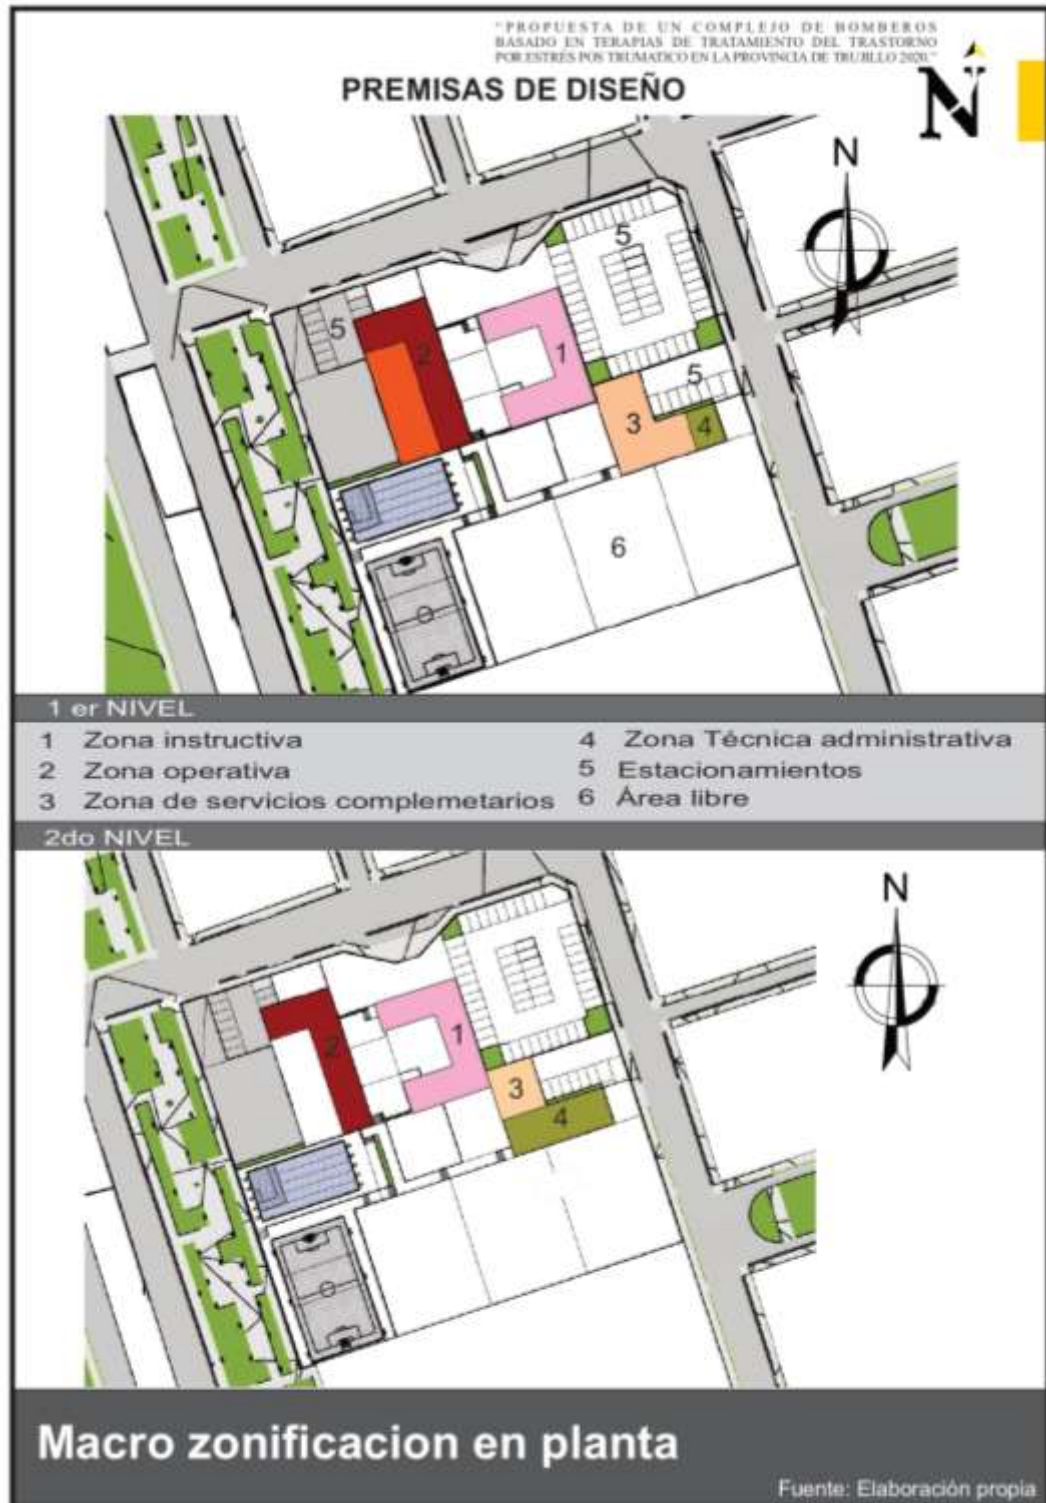 "PROPUESTA DE UN COMPLEJO DE BOMBEROS
BASADO EN TERAPIAS DE TRATAMIENTO DEL TRASTORNO
POR ESTRÉS POS TRUMATICO EN LA PROVINCIA DE TRUJILLO 2020."
PREMISAS DE DISEÑO
N
N
5
5
2
1
5
3
4
6
1 er NIVEL
1 Zona instructiva
2 Zona operativa
3 Zona de servicios complemetarios
4 Zona Técnica administrativa
5 Estacionamientos
6 Área libre
2do NIVEL
N
2
1
3
4
Macro zonificacion en planta
Fuente: Elaboración propia